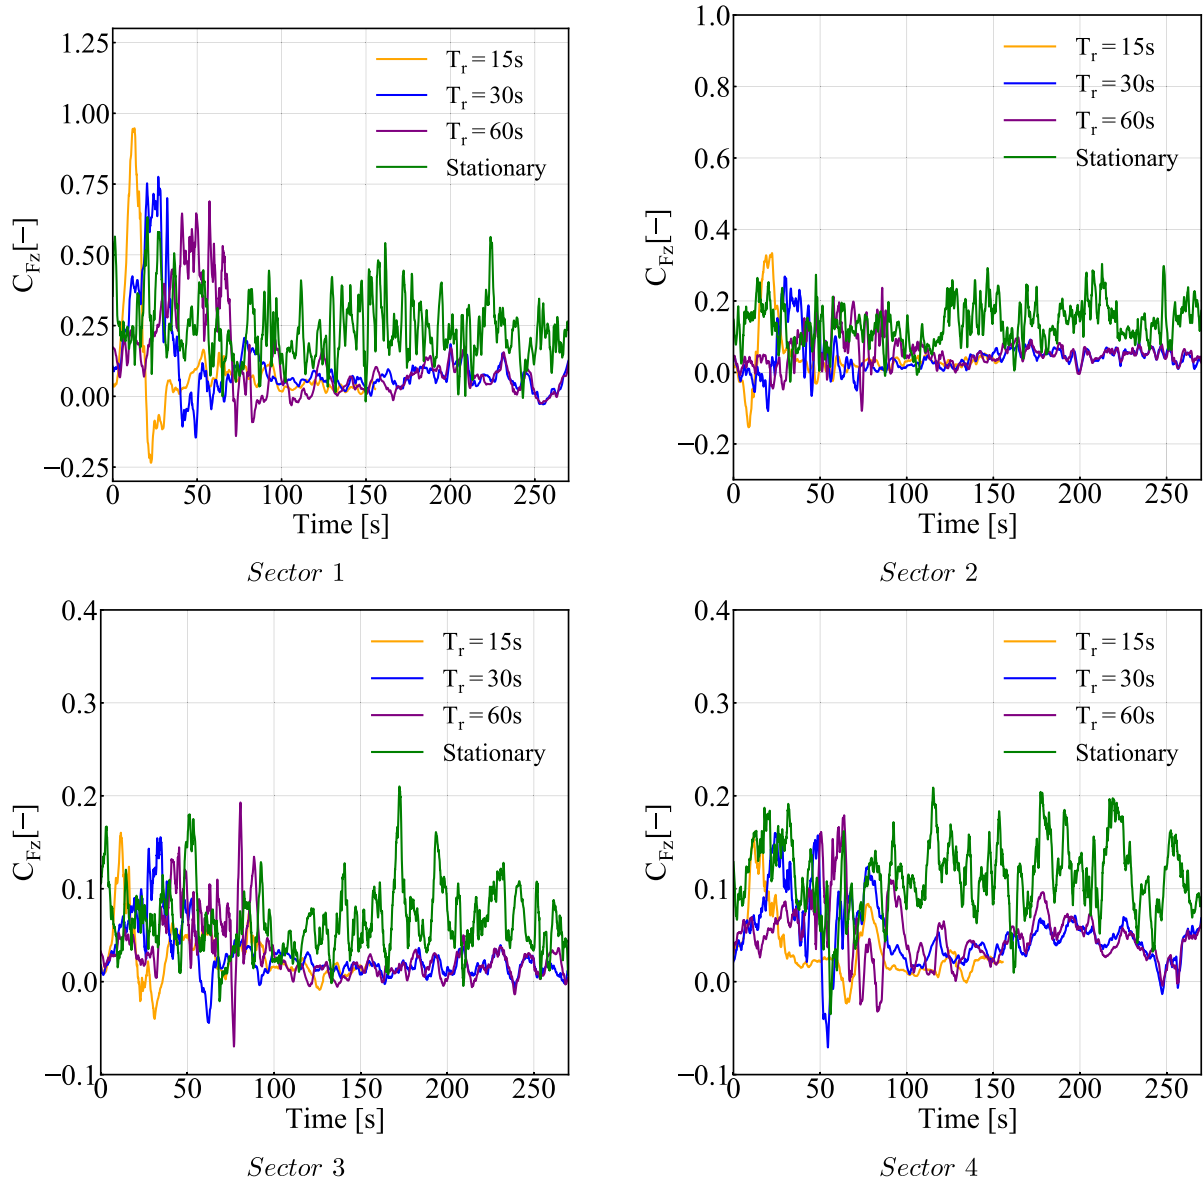 1.25
1.00
0.75
0.50
0.25
0.00
−0.25
C_Fz[−]
T_r = 15s
T_r = 30s
T_r = 60s
Stationary
0 50 100 150 200 250
Time [s]
Sector 1
1.0
0.8
0.6
0.4
0.2
0.0
−0.2
C_Fz[−]
T_r = 15s
T_r = 30s
T_r = 60s
Stationary
0 50 100 150 200 250
Time [s]
Sector 2
0.4
0.3
0.2
0.1
0.0
−0.1
C_Fz[−]
T_r = 15s
T_r = 30s
T_r = 60s
Stationary
0 50 100 150 200 250
Time [s]
Sector 3
0.4
0.3
0.2
0.1
0.0
−0.1
C_Fz[−]
T_r = 15s
T_r = 30s
T_r = 60s
Stationary
0 50 100 150 200 250
Time [s]
Sector 4